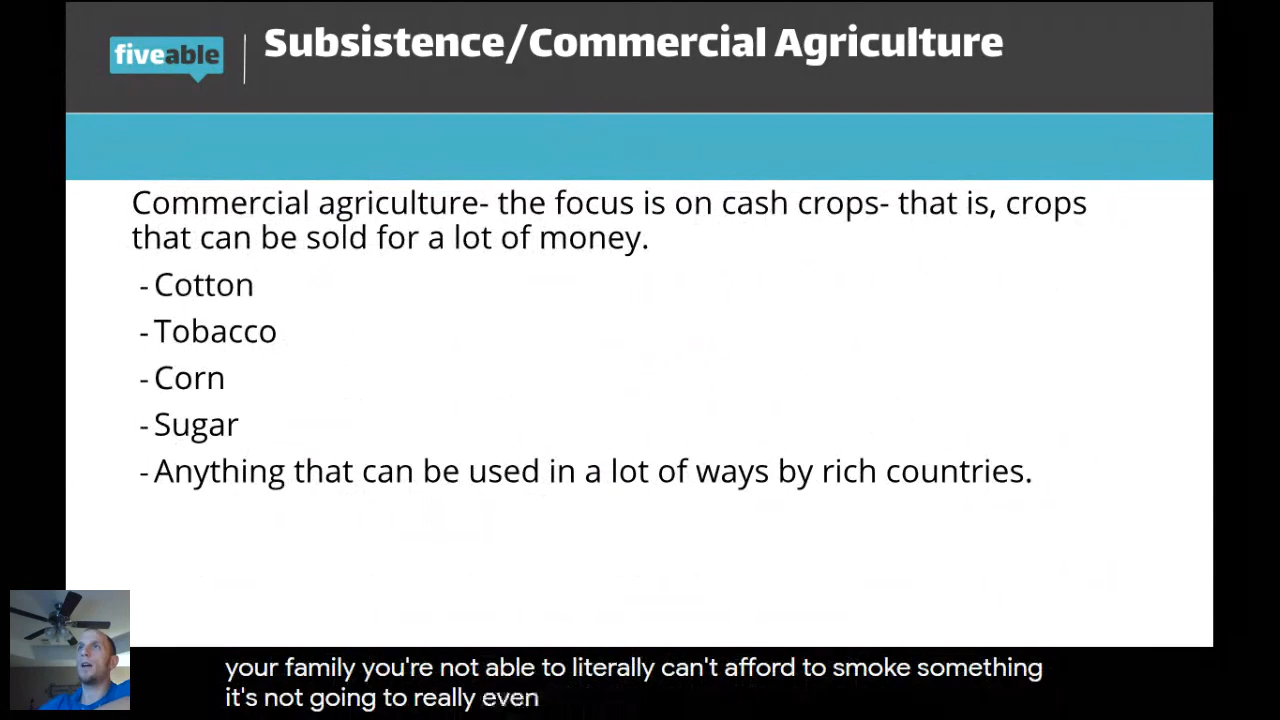 fiveable
Subsistence/Commercial Agriculture
Commercial agriculture- the focus is on cash crops- that is, crops
that can be sold for a lot of money.
- Cotton
- Tobacco
- Corn
- Sugar
- Anything that can be used in a lot of ways by rich countries.
your family you're not able to literally can't afford to smoke something
it's not going to really even